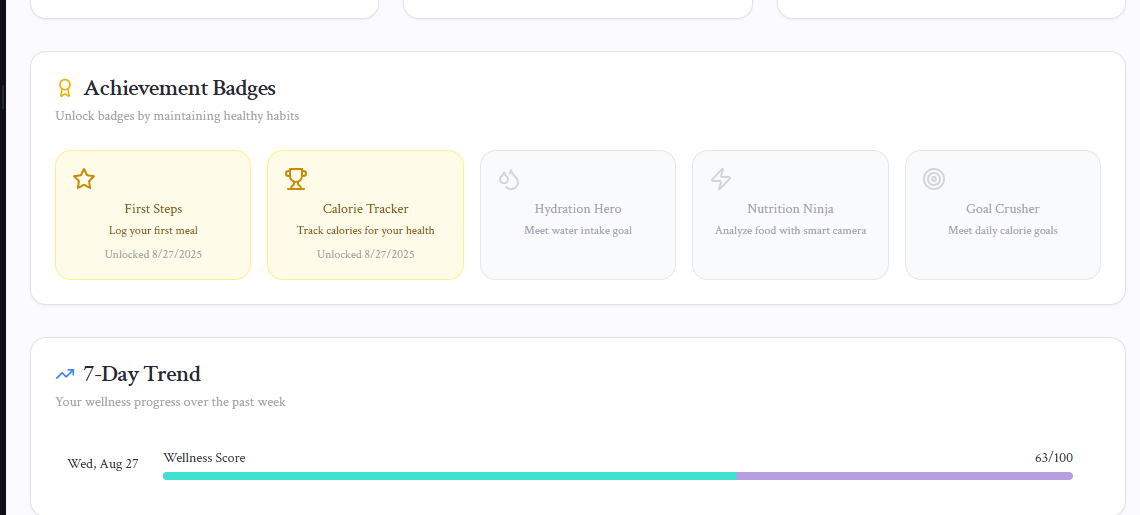 Achievement Badges
Unlock badges by maintaining healthy habits
First Steps
Log your first meal
Unlocked 8/27/2025
Calorie Tracker
Track calories for your health
Unlocked 8/27/2025
Hydration Hero
Meet water intake goal
Nutrition Ninja
Analyze food with smart camera
Goal Crusher
Meet daily calorie goals
7-Day Trend
Your wellness progress over the past week
Wed, Aug 27
Wellness Score
63/100